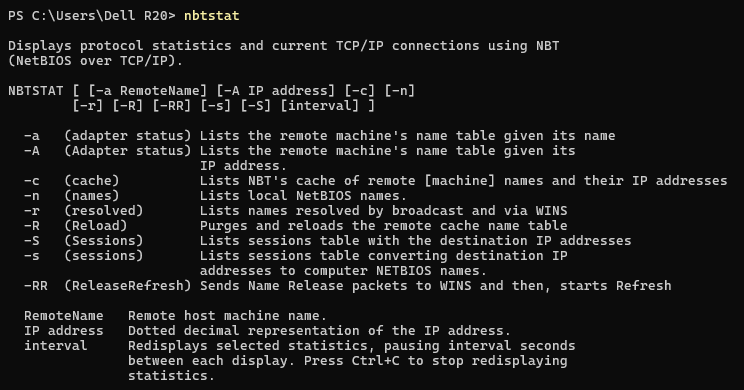 PS C:\Users\Dell R20> nbtstat
Displays protocol statistics and current TCP/IP connections using NBT
(NetBIOS over TCP/IP).
NBTSTAT [ [-a RemoteName] [-A IP address] [-c] [-n]
        [-r] [-R] [-RR] [-s] [-S] [interval] ]
  -a   (adapter status) Lists the remote machine's name table given its name
  -A   (Adapter status) Lists the remote machine's name table given its
                        IP address.
  -c   (cache)          Lists NBT's cache of remote [machine] names and their IP addresses
  -n   (names)          Lists local NetBIOS names.
  -r   (resolved)       Lists names resolved by broadcast and via WINS
  -R   (Reload)         Purges and reloads the remote cache name table
  -S   (Sessions)       Lists sessions table with the destination IP addresses
  -s   (sessions)       Lists sessions table converting destination IP
                        addresses to computer NETBIOS names.
  -RR  (ReleaseRefresh) Sends Name Release packets to WINS and then, starts Refresh
  RemoteName   Remote host machine name.
  IP address   Dotted decimal representation of the IP address.
  interval     Redisplays selected statistics, pausing interval seconds
               between each display. Press Ctrl+C to stop redisplaying
               statistics.